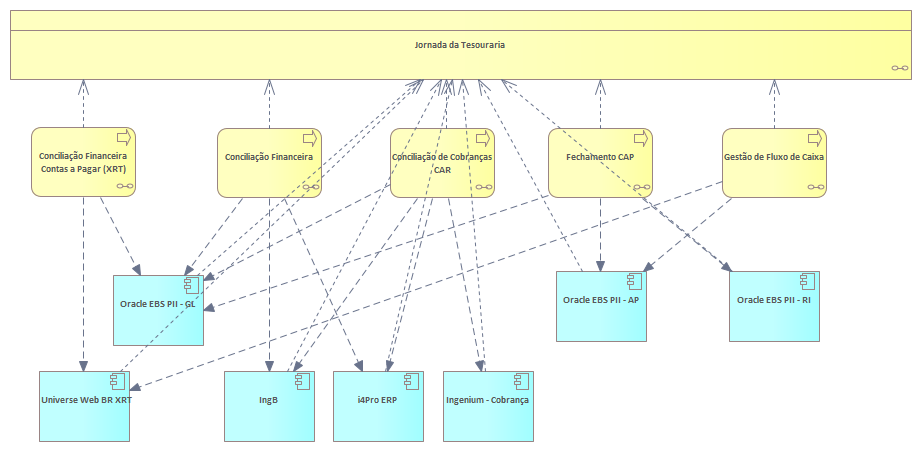 Jornada da Tesouraria
Conciliação Financeira
Contas a Pagar (XRT)
Conciliação Financeira
Conciliação de Cobranças
CAR
Fechamento CAP
Gestão de Fluxo de Caixa
Oracle EBS PII - GL
Oracle EBS PII - AP
Oracle EBS PII - RI
Universe Web BR XRT
IngB
i4Pro ERP
Ingenium - Cobrança